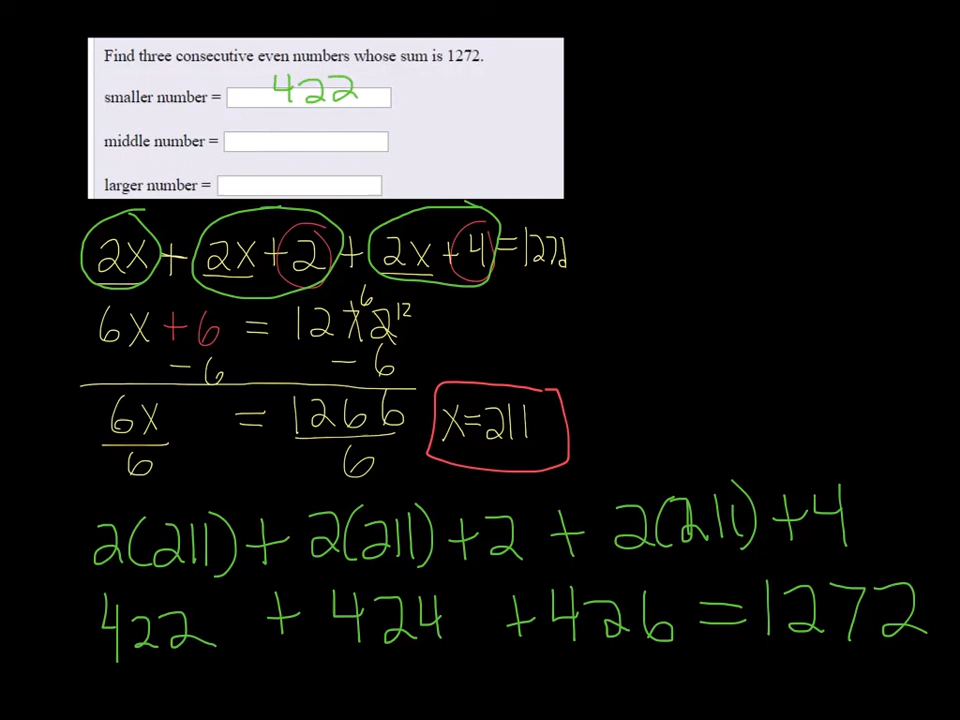 Find three consecutive even numbers whose sum is 1272.
smaller number = 422
middle number =
larger number =
2x + 2x+2 + 2x+4 = 1272
6x +6 = 1272 6 12
-6 -6
6x = 1266 x=211
6 6
2(211) + 2(211) +2 + 2(211) +4
422 + 424 +426 = 1272